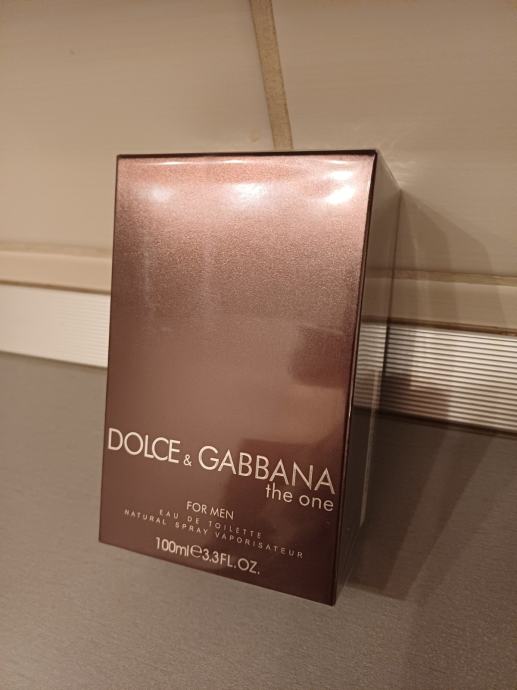 DOLCE & GABBANA
the one
FOR MEN
EAU DE TOILETTE
NATURAL SPRAY VAPORISATEUR
100ml℮3.3FL.OZ.